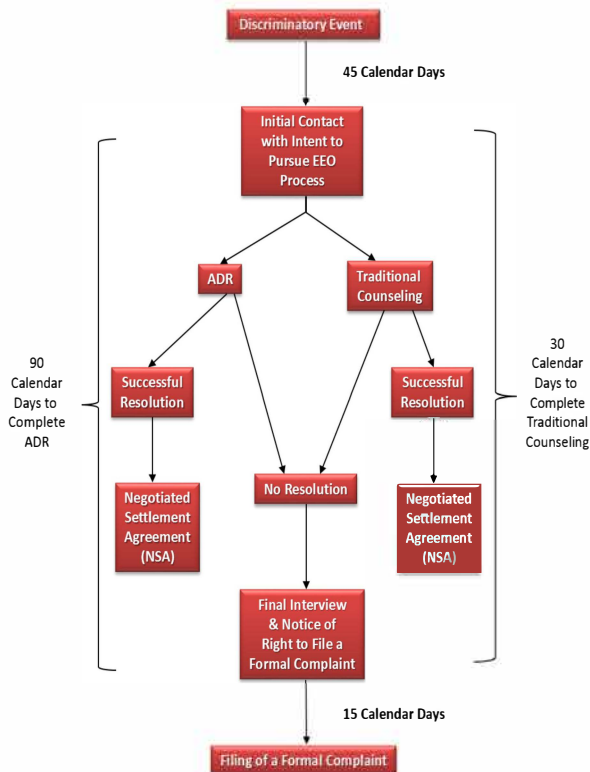 Discriminatory Event
45 Calendar Days
Initial Contact
with Intent to
Pursue EEO
Process
ADR
Traditional
Counseling
90
Calendar
Days to
Complete
ADR
30
Calendar
Days to
Complete
Traditional
Counseling
Successful
Resolution
Successful
Resolution
No Resolution
Negotiated
Settlement
Agreement
(NSA)
Negotiated
Settlement
Agreement
(NSA)
Final Interview
& Notice of
Right to File a
Formal Complaint
15 Calendar Days
Filing of a Formal Complaint